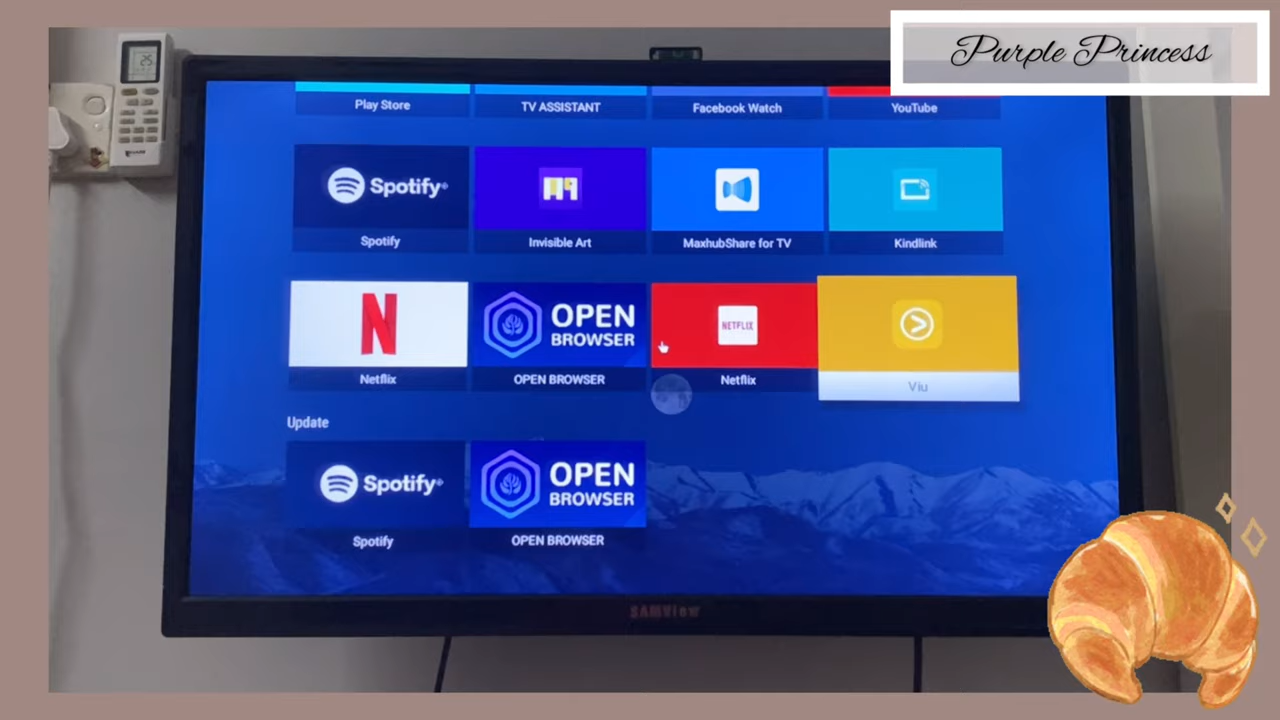 Purple Princess
25
Play Store
TV ASSISTANT
Facebook Watch
YouTube
Spotify
Spotify
Invisible Art
MaxhubShare for TV
Kindlink
N
OPEN
BROWSER
NETFLIX
Netflix
OPEN BROWSER
Netflix
Viu
Update
Spotify
OPEN
BROWSER
Spotify
OPEN BROWSER
SAMView